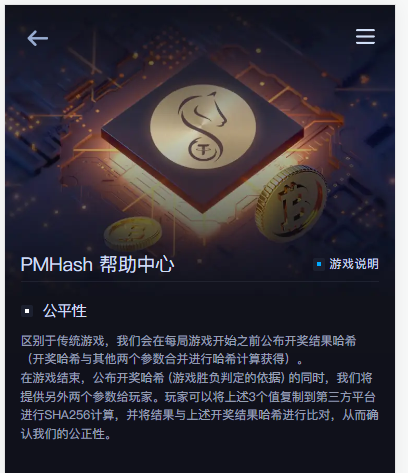 PMHash 帮助中心
游戏说明
公平性
区别于传统游戏，我们会在每局游戏开始之前公布开奖结果哈希
（开奖哈希与其他两个参数合并进行哈希计算获得）。
在游戏结束，公布开奖哈希 (游戏胜负判定的依据) 的同时，我们将
提供另外两个参数给玩家。玩家可以将上述3个值复制到第三方平台
进行SHA256计算，并将结果与上述开奖结果哈希进行比对，从而确
认我们的公正性。